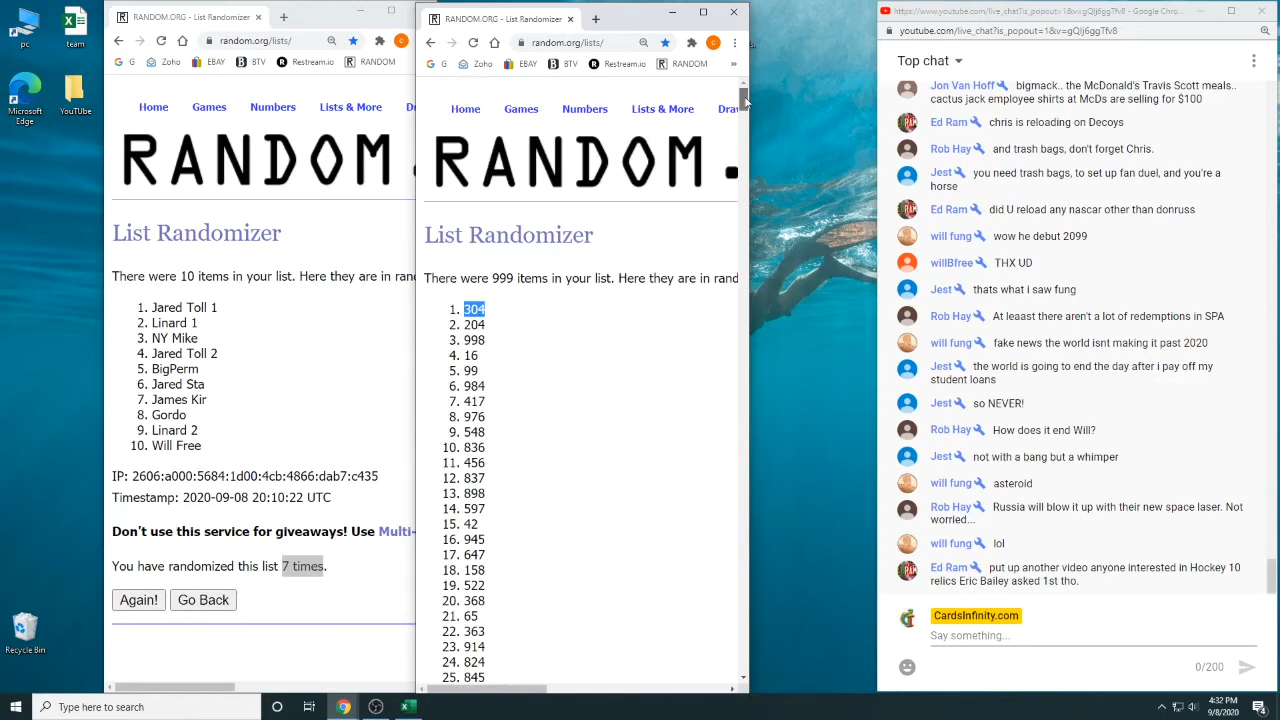 pc
team
Microsoft
Edge
YouTube
Recycle Bin
RANDOM.ORG - List Randomizer
random.org/lists/
G
Zoho
EBAY
BTV
Restream.io
RANDOM
Home
Games
Numbers
Lists & More
RANDOM
List Randomizer
There were 10 items in your list. Here they are in
1. Jared Toll 1
2. Linard 1
3. NY Mike
4. Jared Toll 2
5. BigPerm
6. Jared Sta
7. James Kir
8. Gordo
9. Linard 2
10. Will Free
IP: 2606:a000:5684:1d00:4cb:4866:dab7:c435
Timestamp: 2020-09-08 20:10:22 UTC
Don't use this service for giveaways! Use Multi-
You have randomized this list 7 times.
Again!
Go Back
RANDOM.ORG - List Randomizer
random.org/lists/
G
Zoho
EBAY
BTV
Restream.io
RANDOM
»
Home
Games
Numbers
Lists & More
RANDOM.
List Randomizer
There were 999 items in your list. Here they are in rand
1. 304
2. 204
3. 998
4. 16
5. 99
6. 984
7. 417
8. 976
9. 548
10. 836
11. 456
12. 837
13. 898
14. 597
15. 42
16. 945
17. 647
18. 158
19. 522
20. 368
21. 65
22. 363
23. 914
24. 824
25. 845
youtube.com/live_chat?is_popout=1&v=gQIj6ggTfv8
Top chat
Jon Van Hoff bigmack.. the McDonald's Travis Scott meals..
cactus jack employee shirts at McDs are selling for $100
Ed Ram chris is reloading on Decoys
Rob Hay and trash bags, don't forget Chris.
Jest you need trash bags, to set up fan duel, and you're a
horse
Ed Ram did U reload any nascar other than donruss
will fung wow he debut 2099
willBfree THX UD
Jest thats what i saw fung
Rob Hay At leaast there aren't a lot of redemptions in SPA
will fung fake news the world isnt making it past 2020
Jest the world is going to end the day after i pay off my
student loans
Jest so NEVER!
Rob Hay How does it end Will?
Jest not with a bang but a whimper
will fung asteroid
Rob Hay Russia will blow it up with their new space laser. Not
worried...
will fung lol
Ed Ram put up another video anyone interested in Hockey 10
relics Eric Bailey asked 1st tho.
CardsInfinity.com
Say something...
0/200
Type here to search
4:32 PM
9/8/2020